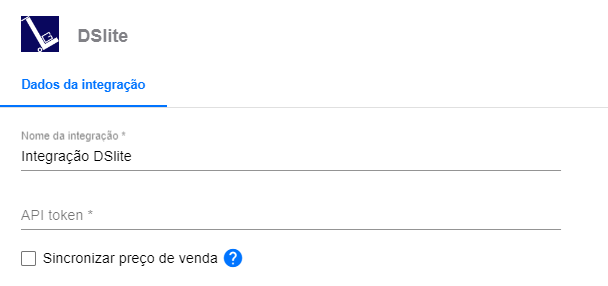 DSlite
Dados da integração
Nome da integração *
Integração DSlite
API token *
Sincronizar preço de venda ?